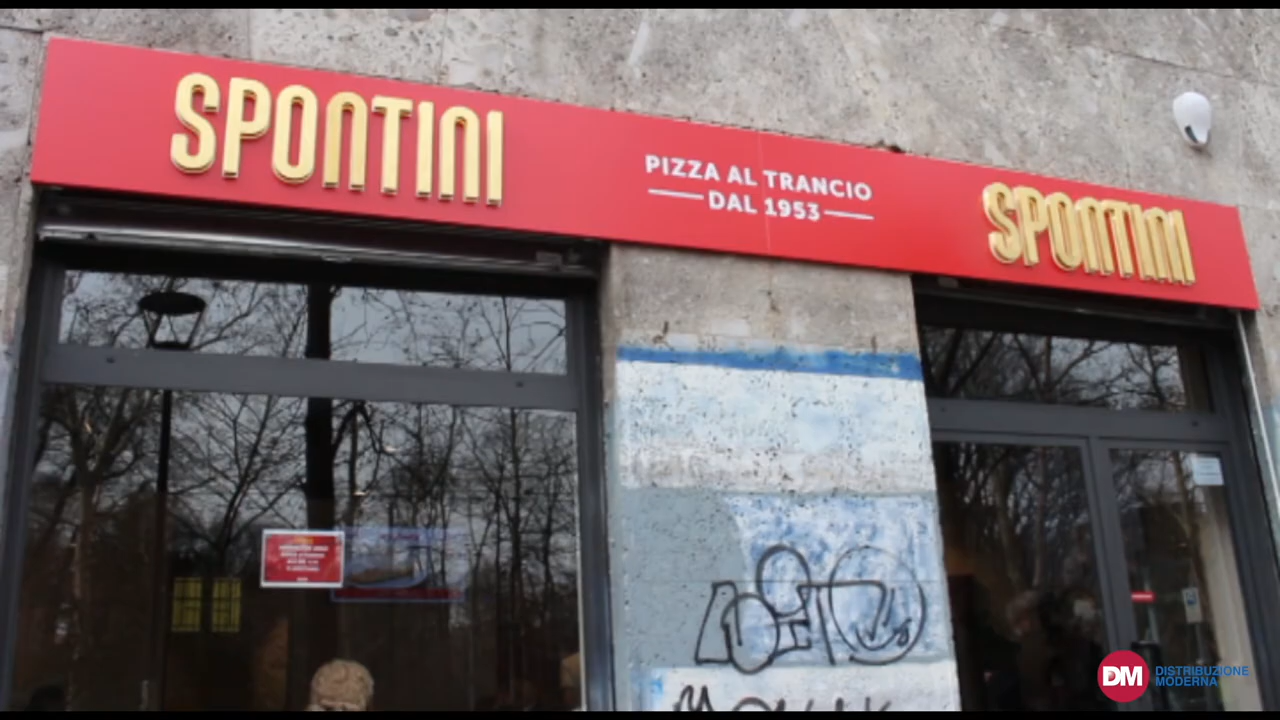 SPONTINI
PIZZA AL TRANCIO
DAL 1953
SPONTINI
DM DISTRIBUZIONE
MODERNA